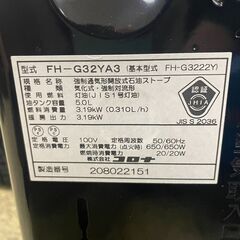 型式 FH-G32YA3 (基本型式 FH-G3222Y)
規格名称:強制通気形開放式石油ストーブ
種類:気化式・強制対流形
使用燃料:灯油(JIS1号灯油)
油タンク容量:5.0L
燃料消費量:3.19kW(0.310L/h)
暖房出力:3.19kW
認証
JHIA
JIS S 2036
定格電圧:100V 定格周波数:50/60Hz
最大消費電力(点火時) 650/650W
燃焼時消費電力 20/20W
株式会社 コロナ
製造番号 208022151